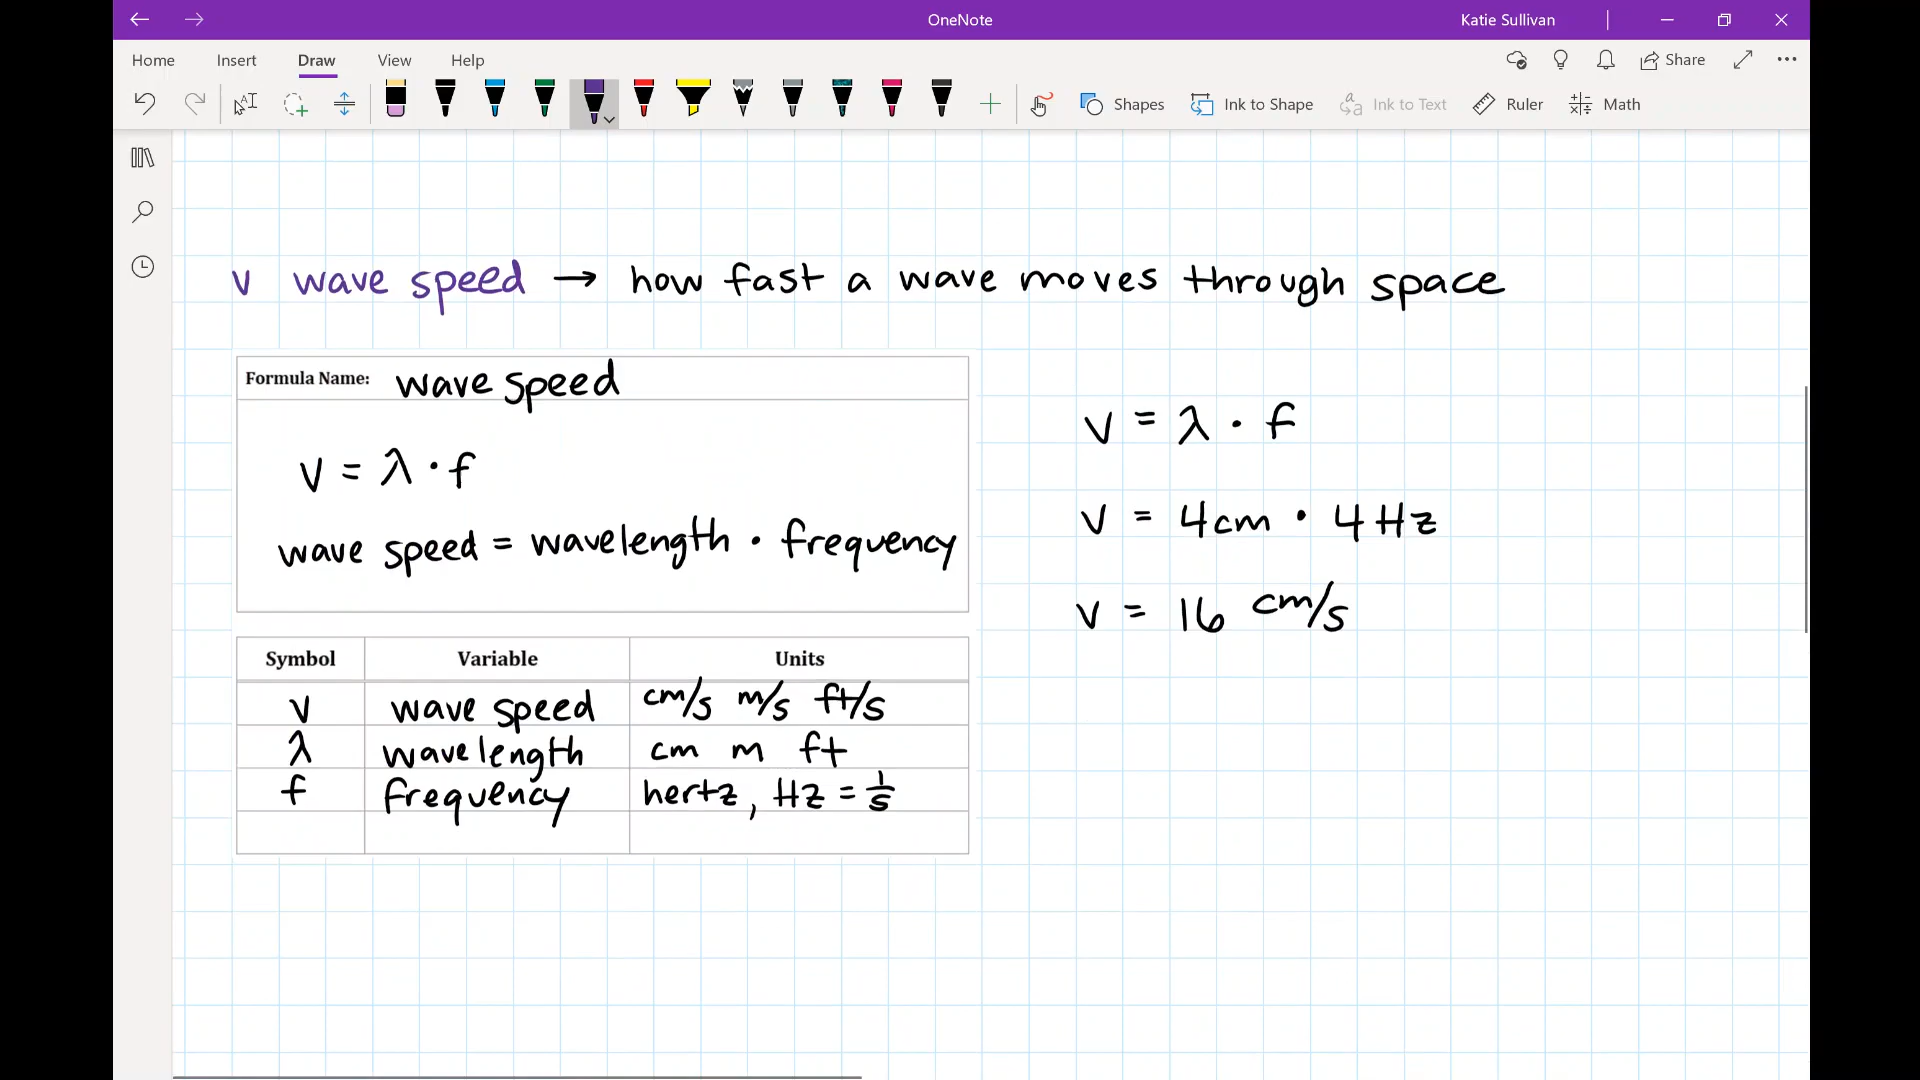 OneNote
Katie Sullivan
Home Insert Draw View Help
Share
Shapes Ink to Shape Ink to Text Ruler Math
v wave speed → how fast a wave moves through space
Formula Name: wave speed
v = λ · f
wave speed = wavelength · frequency
Symbol Variable Units
v wave speed cm/s m/s ft/s
λ wavelength cm m ft
f frequency hertz, Hz = 1/s
v = λ · f
v = 4cm · 4 Hz
v = 16 cm/s